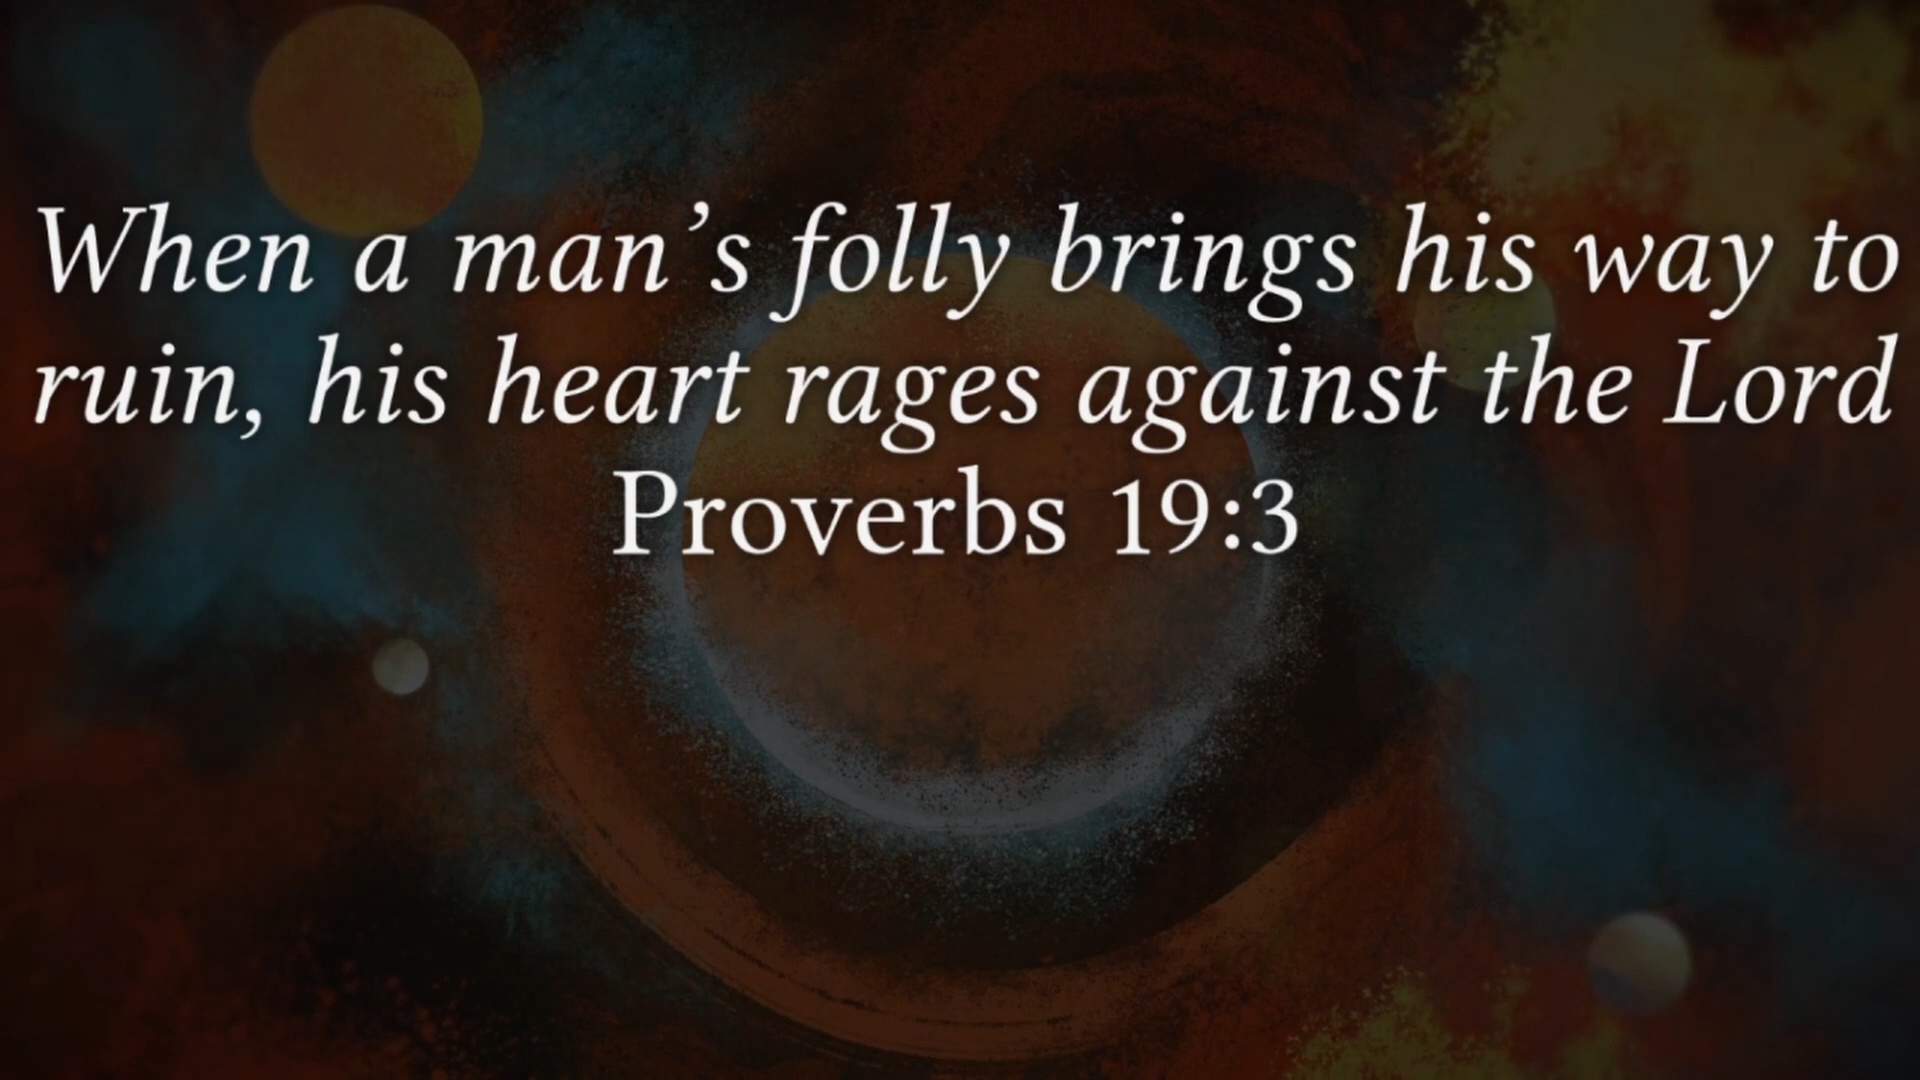 When a man’s folly brings his way to
ruin, his heart rages against the Lord
Proverbs 19:3